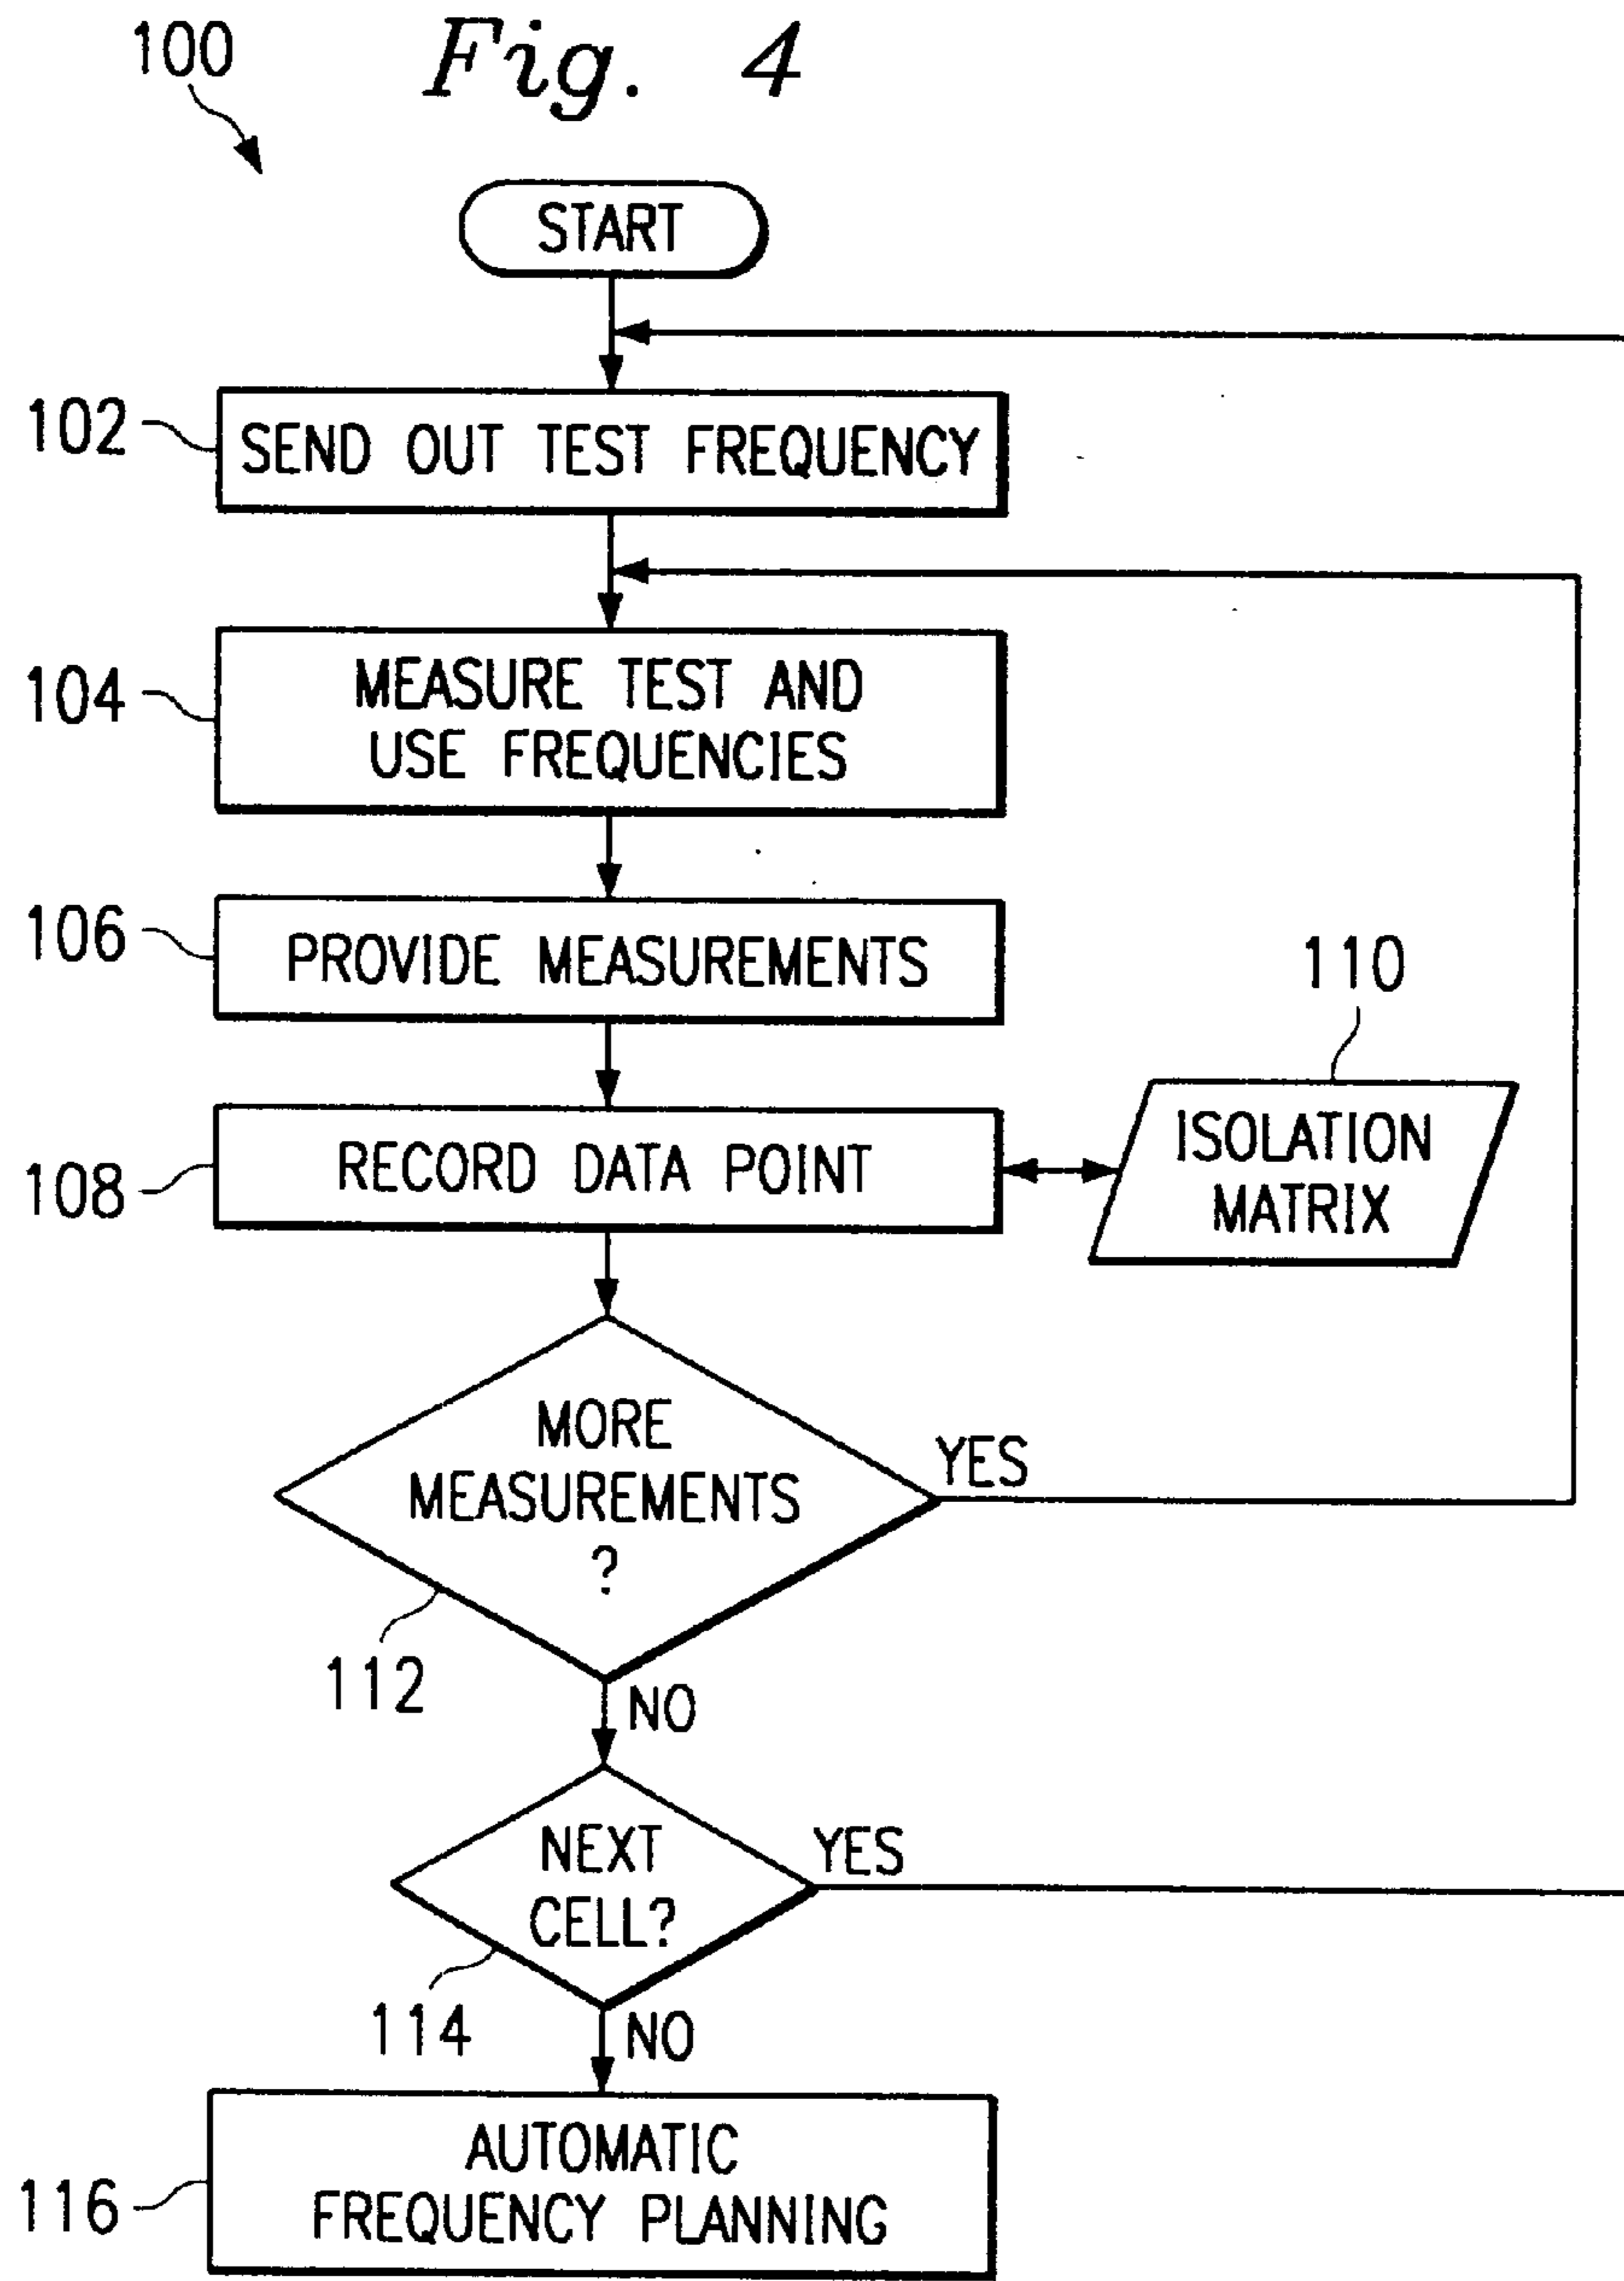 100
Fig. 4
START
102
SEND OUT TEST FREQUENCY
104
MEASURE TEST AND
USE FREQUENCIES
106
PROVIDE MEASUREMENTS
110
108
RECORD DATA POINT
ISOLATION
MATRIX
MORE
MEASUREMENTS
?
YES
112
NO
NEXT
CELL?
YES
114
NO
116
AUTOMATIC
FREQUENCY PLANNING